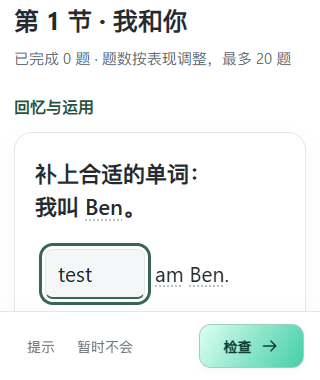 第 1 节 · 我和你
已完成 0 题 · 题数按表现调整，最多 20 题
回忆与运用
补上合适的单词：
我叫 Ben。
test am Ben.
提示 暂时不会 检查 →